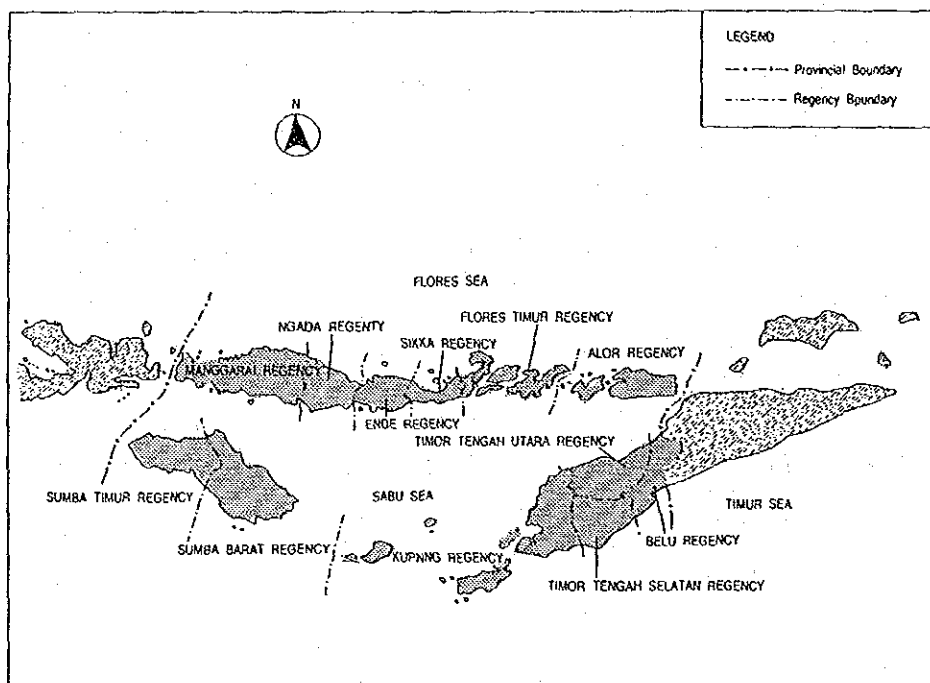 LEGEND
Provincial Boundary
Regency Boundary
N
FLORES SEA
FLORES TIMUR REGENCY
NGADA REGENTY
SIKKA REGENCY
ALOR REGENCY
MANGGARAI REGENCY
ENDE REGENCY
TIMOR TENGAH UTARA REGENCY
SUMBA TIMUR REGENCY
SABU SEA
TIMUR SEA
SUMBA BARAT REGENCY
KUPNNG REGENCY
BELU REGENCY
TIMOR TENGAH SELATAN REGENCY